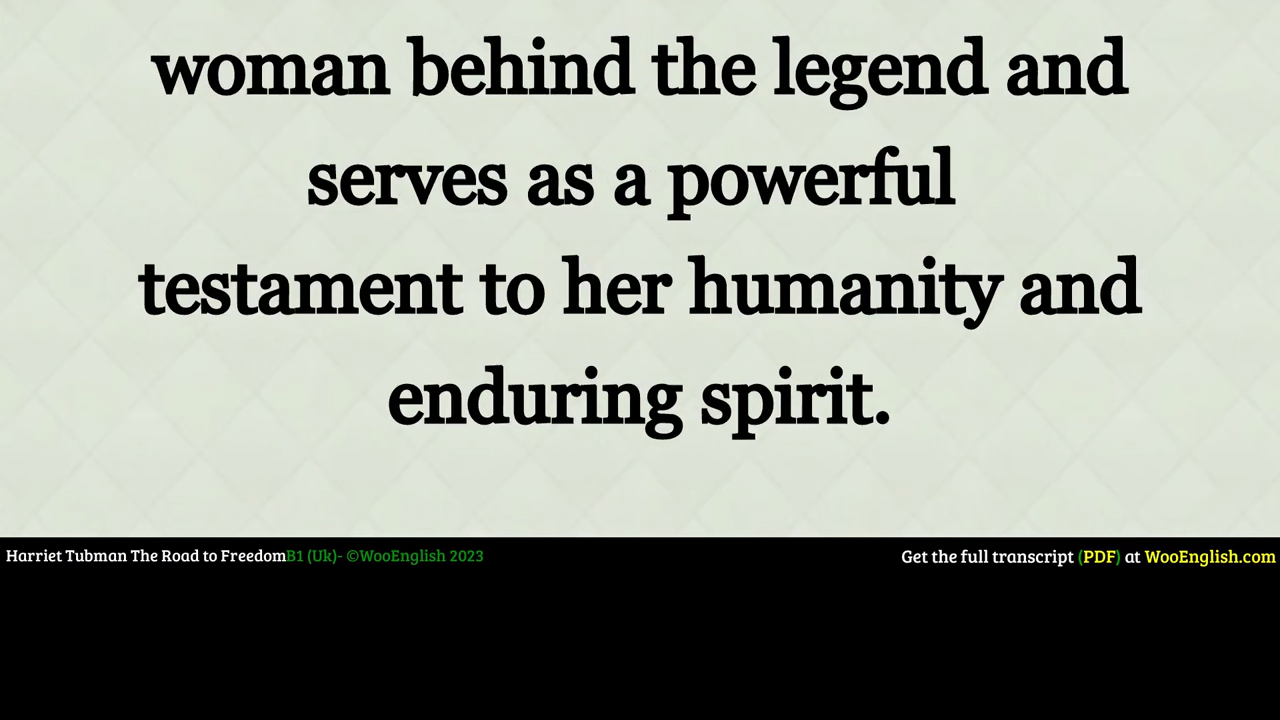 woman behind the legend and
serves as a powerful
testament to her humanity and
enduring spirit.
Harriet Tubman The Road to FreedomB1 (Uk)- ©WooEnglish 2023
Get the full transcript (PDF) at WooEnglish.com